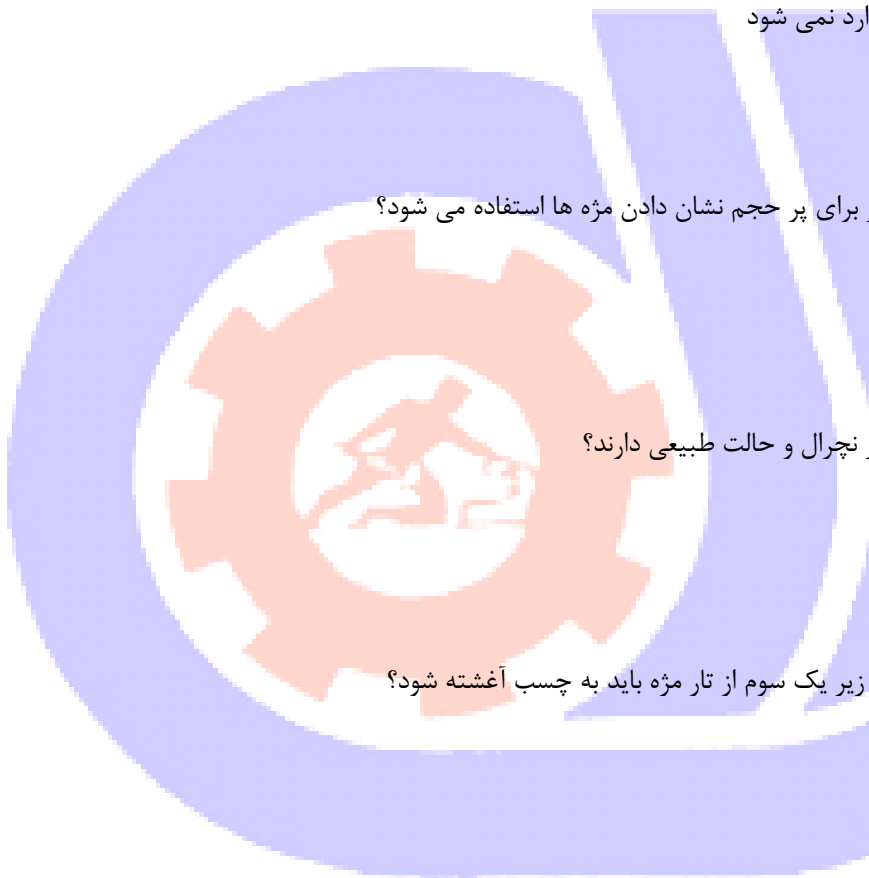 نمی شود
برای پر حجم نشان دادن مژه ها استفاده می شود؟
نچرال و حالت طبیعی دارند؟
زیر یک سوم از تار مژه باید به چسب آغشته شود؟